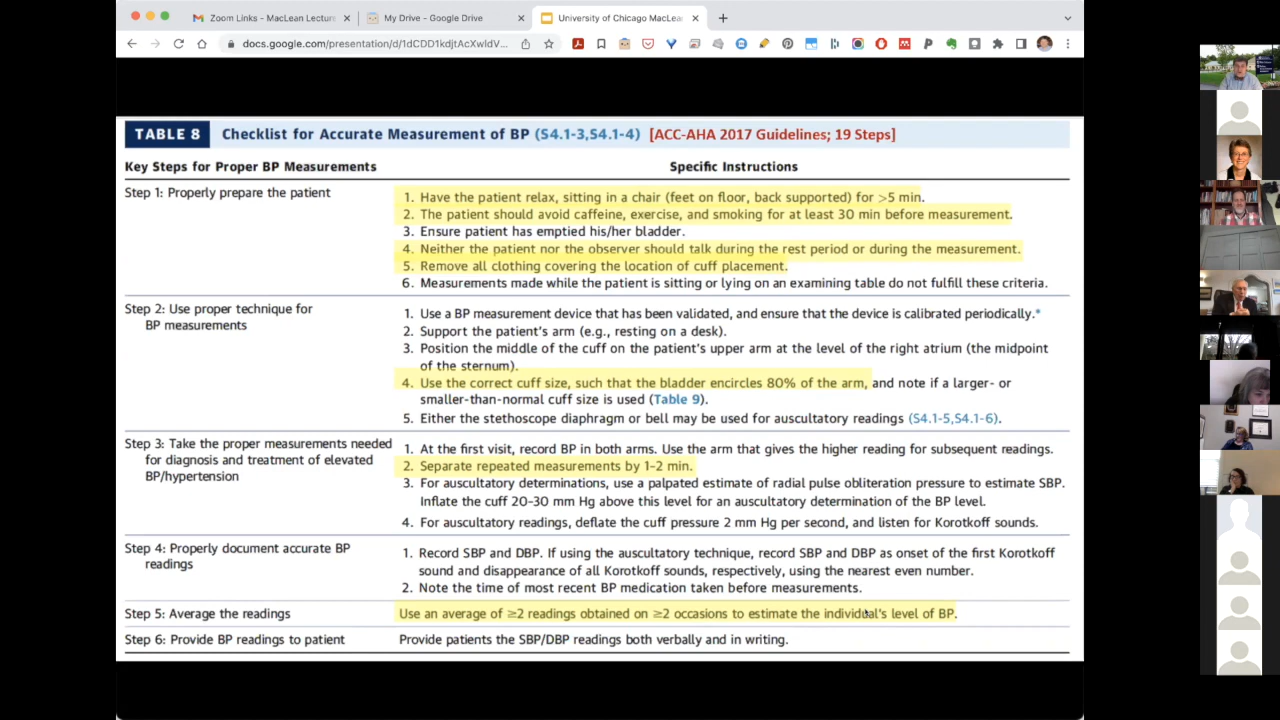 Zoom Links - MacLean Lectur
My Drive - Google Drive
University of Chicago MacLea
docs.google.com/presentation/d/1dCDD1kdjtAcXwldV...
TABLE 8 Checklist for Accurate Measurement of BP (S4.1-3,S4.1-4) [ACC-AHA 2017 Guidelines; 19 Steps]
Key Steps for Proper BP Measurements Specific Instructions
Step 1: Properly prepare the patient
1. Have the patient relax, sitting in a chair (feet on floor, back supported) for >5 min.
2. The patient should avoid caffeine, exercise, and smoking for at least 30 min before measurement.
3. Ensure patient has emptied his/her bladder.
4. Neither the patient nor the observer should talk during the rest period or during the measurement.
5. Remove all clothing covering the location of cuff placement.
6. Measurements made while the patient is sitting or lying on an examining table do not fulfill these criteria.
Step 2: Use proper technique for
BP measurements
1. Use a BP measurement device that has been validated, and ensure that the device is calibrated periodically.*
2. Support the patient's arm (e.g., resting on a desk).
3. Position the middle of the cuff on the patient's upper arm at the level of the right atrium (the midpoint
of the sternum).
4. Use the correct cuff size, such that the bladder encircles 80% of the arm, and note if a larger- or
smaller-than-normal cuff size is used (Table 9).
5. Either the stethoscope diaphragm or bell may be used for auscultatory readings (S4.1-5,S4.1-6).
Step 3: Take the proper measurements needed
for diagnosis and treatment of elevated
BP/hypertension
1. At the first visit, record BP in both arms. Use the arm that gives the higher reading for subsequent readings.
2. Separate repeated measurements by 1-2 min.
3. For auscultatory determinations, use a palpated estimate of radial pulse obliteration pressure to estimate SBP.
Inflate the cuff 20-30 mm Hg above this level for an auscultatory determination of the BP level.
4. For auscultatory readings, deflate the cuff pressure 2 mm Hg per second, and listen for Korotkoff sounds.
Step 4: Properly document accurate BP
readings
1. Record SBP and DBP. If using the auscultatory technique, record SBP and DBP as onset of the first Korotkoff
sound and disappearance of all Korotkoff sounds, respectively, using the nearest even number.
2. Note the time of most recent BP medication taken before measurements.
Step 5: Average the readings
Use an average of ≥2 readings obtained on ≥2 occasions to estimate the individual's level of BP.
Step 6: Provide BP readings to patient
Provide patients the SBP/DBP readings both verbally and in writing.